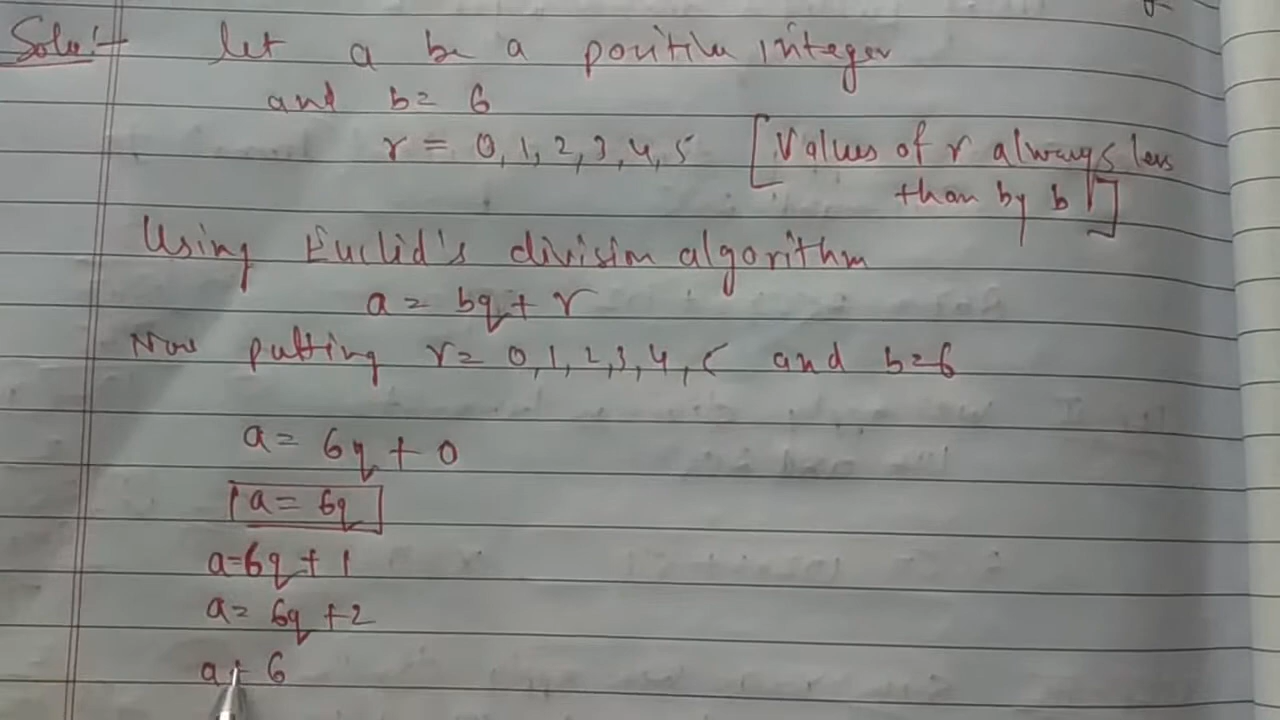 Solu:-
let a be a positive integer
and b= 6
r = 0,1,2,3,4,5 [Values of r always less
than by b]
Using Euclid's division algorithm
a = bq + r
Now putting r= 0,1,2,3,4,5 and b=6
a= 6q + 0
a= 6q
a=6q + 1
a= 6q +2
a+ 6